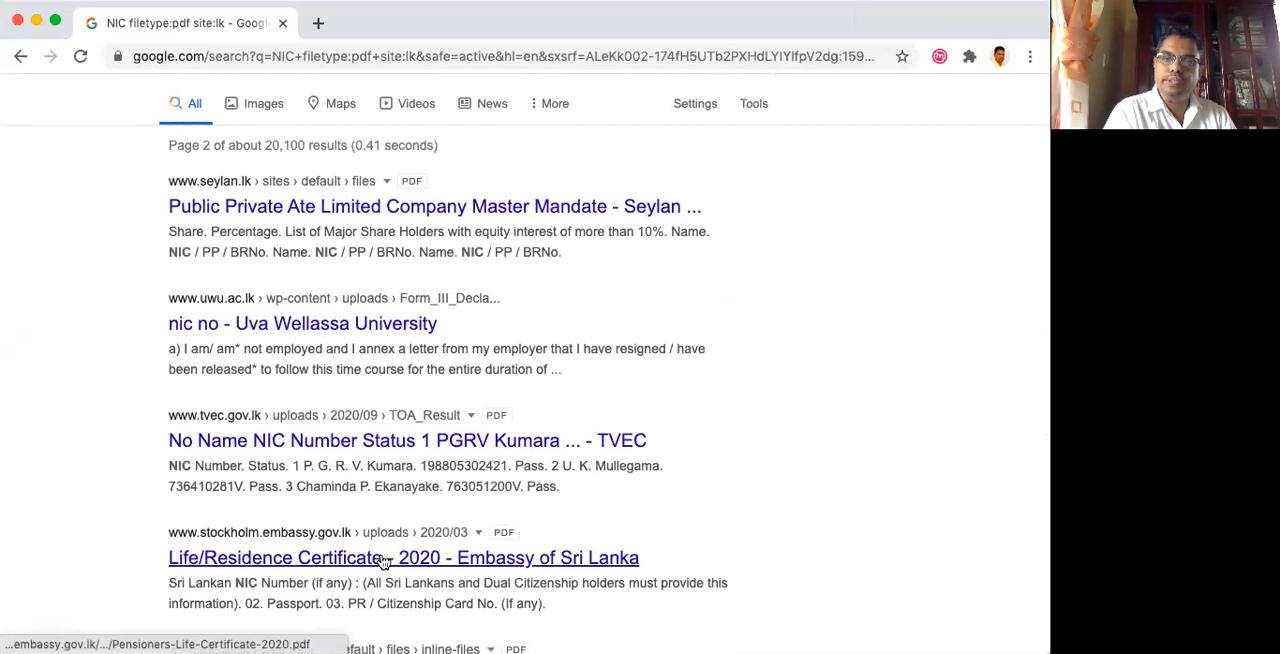 NIC filetype:pdf site:lk - Googl
google.com/search?q=NIC+filetype:pdf+site:lk&safe=active&hl=en&sxsrf=ALeKk002-174fH5UTb2PXHdLYIYlfpV2dg:159...
All Images Maps Videos News More Settings Tools
Page 2 of about 20,100 results (0.41 seconds)
www.seylan.lk › sites › default › files PDF
Public Private Ate Limited Company Master Mandate - Seylan ...
Share. Percentage. List of Major Share Holders with equity interest of more than 10%. Name.
NIC / PP / BRNo. Name. NIC / PP / BRNo. Name. NIC / PP / BRNo.
www.uwu.ac.lk › wp-content › uploads › Form_III_Decla...
nic no - Uva Wellassa University
a) I am/ am* not employed and I annex a letter from my employer that I have resigned / have
been released* to follow this time course for the entire duration of ...
www.tvec.gov.lk › uploads › 2020/09 › TOA_Result PDF
No Name NIC Number Status 1 PGRV Kumara ... - TVEC
NIC Number. Status. 1 P. G. R. V. Kumara. 198805302421. Pass. 2 U. K. Mullegama.
736410281V. Pass. 3 Chaminda P. Ekanayake. 763051200V. Pass.
www.stockholm.embassy.gov.lk › uploads › 2020/03 PDF
Life/Residence Certificate - 2020 - Embassy of Sri Lanka
Sri Lankan NIC Number (if any) : (All Sri Lankans and Dual Citizenship holders must provide this
information). 02. Passport. 03. PR / Citizenship Card No. (If any).
...embassy.gov.lk/.../Pensioners-Life-Certificate-2020.pdf
efault › files › inline-files PDF